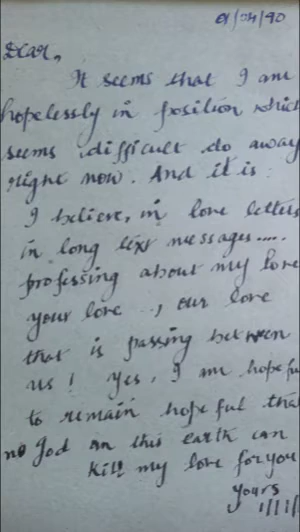 01/04/90
Dear,
It seems that I am
hopelessly in position which
seems difficult do away
right now. And it is :
I believe, in love letters
in long text messages.....
professing about my love
your love .., our love
that is passing between
us! Yes, I am hopeful
to remain hopeful that
no god on this earth can
kill my love for you
yours